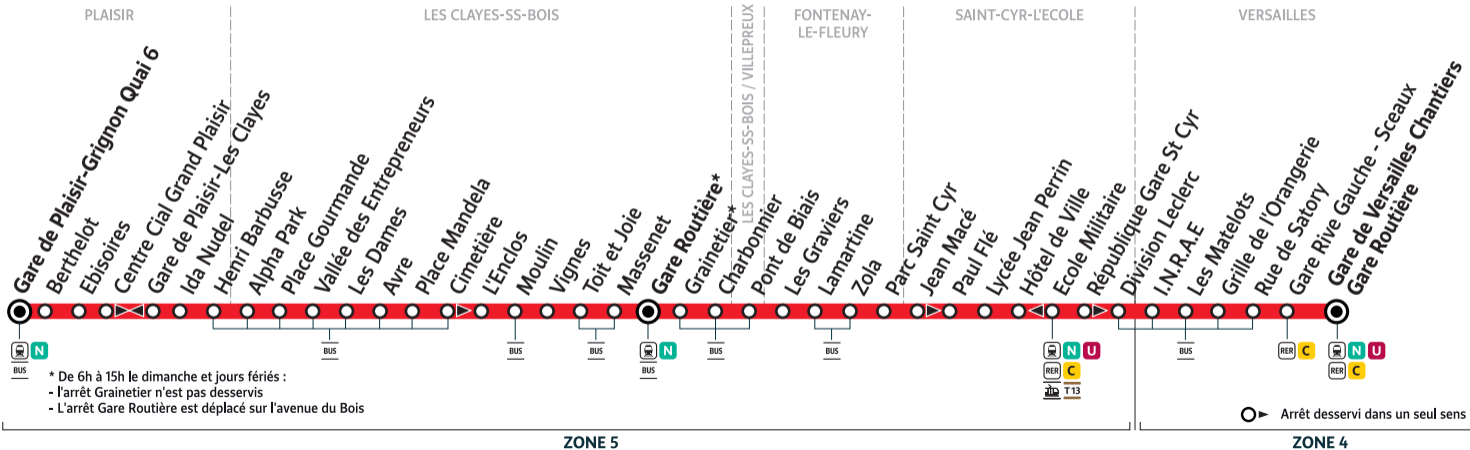 PLAISIR
LES CLAYES-SS-BOIS
LES CLAYES-SS-BOIS / VILLEPREUX
FONTENAY-
LE-FLEURY
SAINT-CYR-L'ECOLE
VERSAILLES
Gare de Plaisir-Grignon Quai 6
Berthelot
Ebisoires
Centre Cial Grand Plaisir
Gare de Plaisir-Les Clayes
Ida Nudel
Henri Barbusse
Alpha Park
Place Gourmande
Vallée des Entrepreneurs
Les Dames
Avre
Place Mandela
Cimetière
L'Enclos
Moulin
Vignes
Toit et Joie
Massenet
Gare Routière*
Grainetier*
Charbonnier
Pont de Biais
Les Graviers
Lamartine
Zola
Parc Saint Cyr
Jean Macé
Paul Flé
Lycée Jean Perrin
Hôtel de Ville
Ecole Militaire
République Gare St Cyr
Division Leclerc
I.N.R.A.E
Les Matelots
Grille de l'Orangerie
Rue de Satory
Gare Rive Gauche - Sceaux
Gare de Versailles Chantiers
Gare Routière
N
BUS
BUS
BUS
BUS
N
BUS
BUS
BUS
N U
RER C
T13
BUS
RER C
N U
RER C
* De 6h à 15h le dimanche et jours fériés :
- l'arrêt Grainetier n'est pas desservis
- L'arrêt Gare Routière est déplacé sur l'avenue du Bois
Arrêt desservi dans un seul sens
ZONE 5
ZONE 4